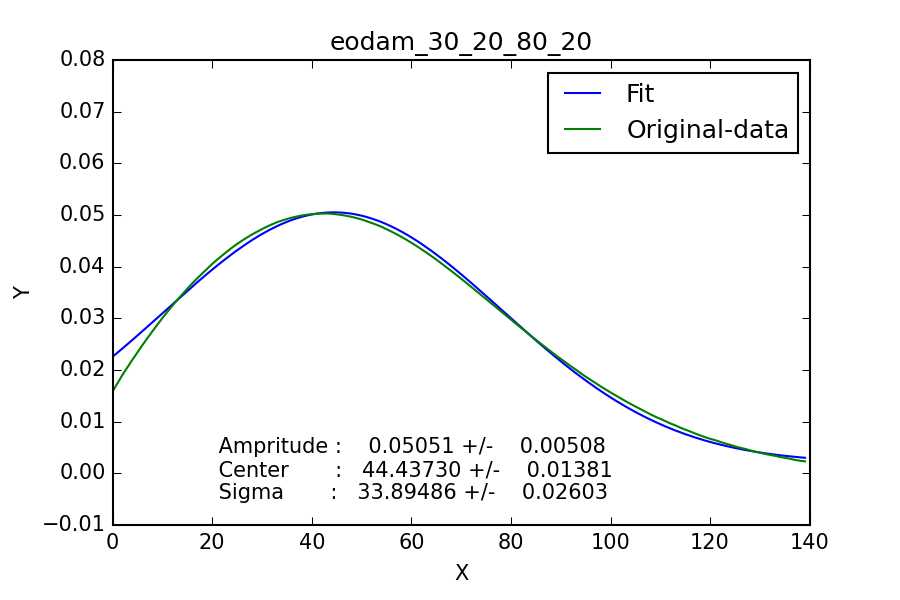 eodam_30_20_80_20
0.08
0.07
0.06
0.05
0.04
0.03
0.02
0.01
0.00
−0.01
Y
Fit
Original-data
Ampritude : 0.05051 +/- 0.00508
Center : 44.43730 +/- 0.01381
Sigma : 33.89486 +/- 0.02603
0 20 40 60 80 100 120 140
X